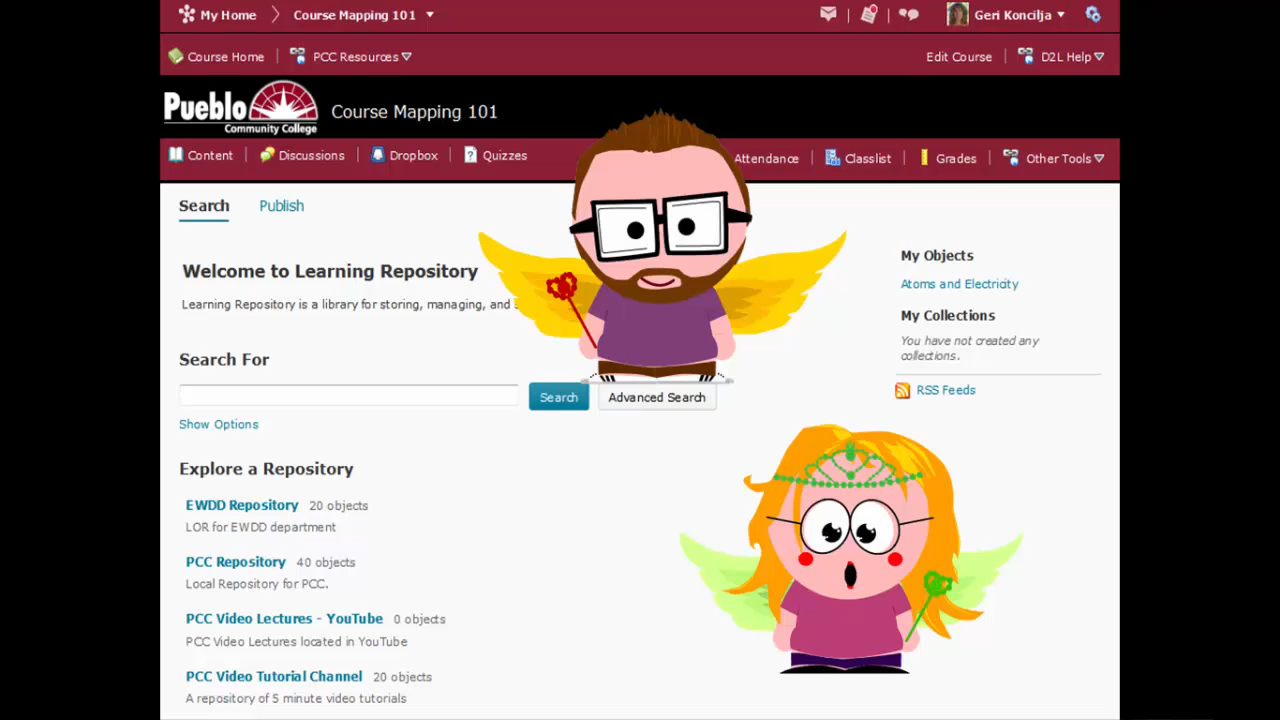 My Home Course Mapping 101 Geri Koncilja
Course Home PCC Resources Edit Course D2L Help
Pueblo Community College Course Mapping 101
Content Discussions Dropbox Quizzes Attendance Classlist Grades Other Tools
Search Publish
My Objects
Welcome to Learning Repository
Atoms and Electricity
Learning Repository is a library for storing, managing, and
My Collections
You have not created any
collections.
Search For
RSS Feeds
Search Advanced Search
Show Options
Explore a Repository
EWDD Repository 20 objects
LOR for EWDD department
PCC Repository 40 objects
Local Repository for PCC.
PCC Video Lectures - YouTube 0 objects
PCC Video Lectures located in YouTube
PCC Video Tutorial Channel 20 objects
A repository of 5 minute video tutorials